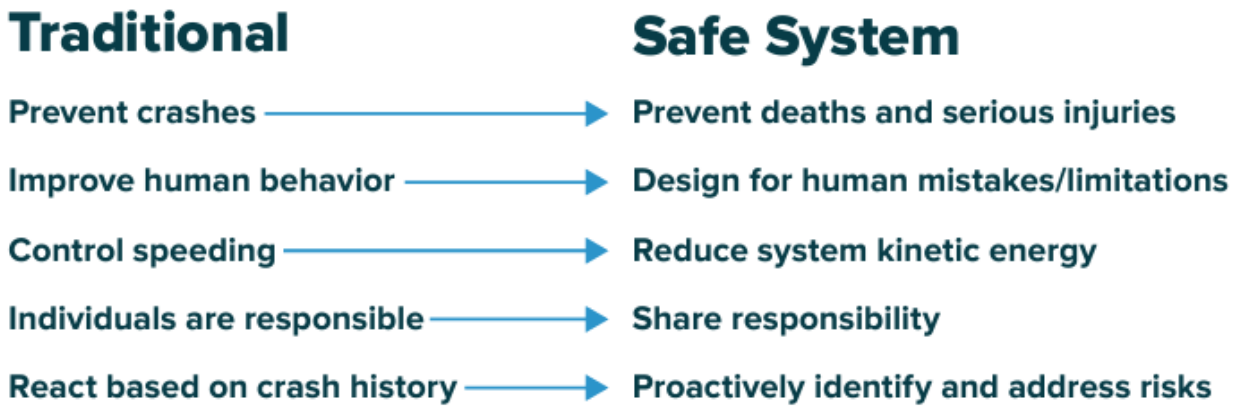 Traditional Safe System
Prevent crashes Prevent deaths and serious injuries
Improve human behavior Design for human mistakes/limitations
Control speeding Reduce system kinetic energy
Individuals are responsible Share responsibility
React based on crash history Proactively identify and address risks